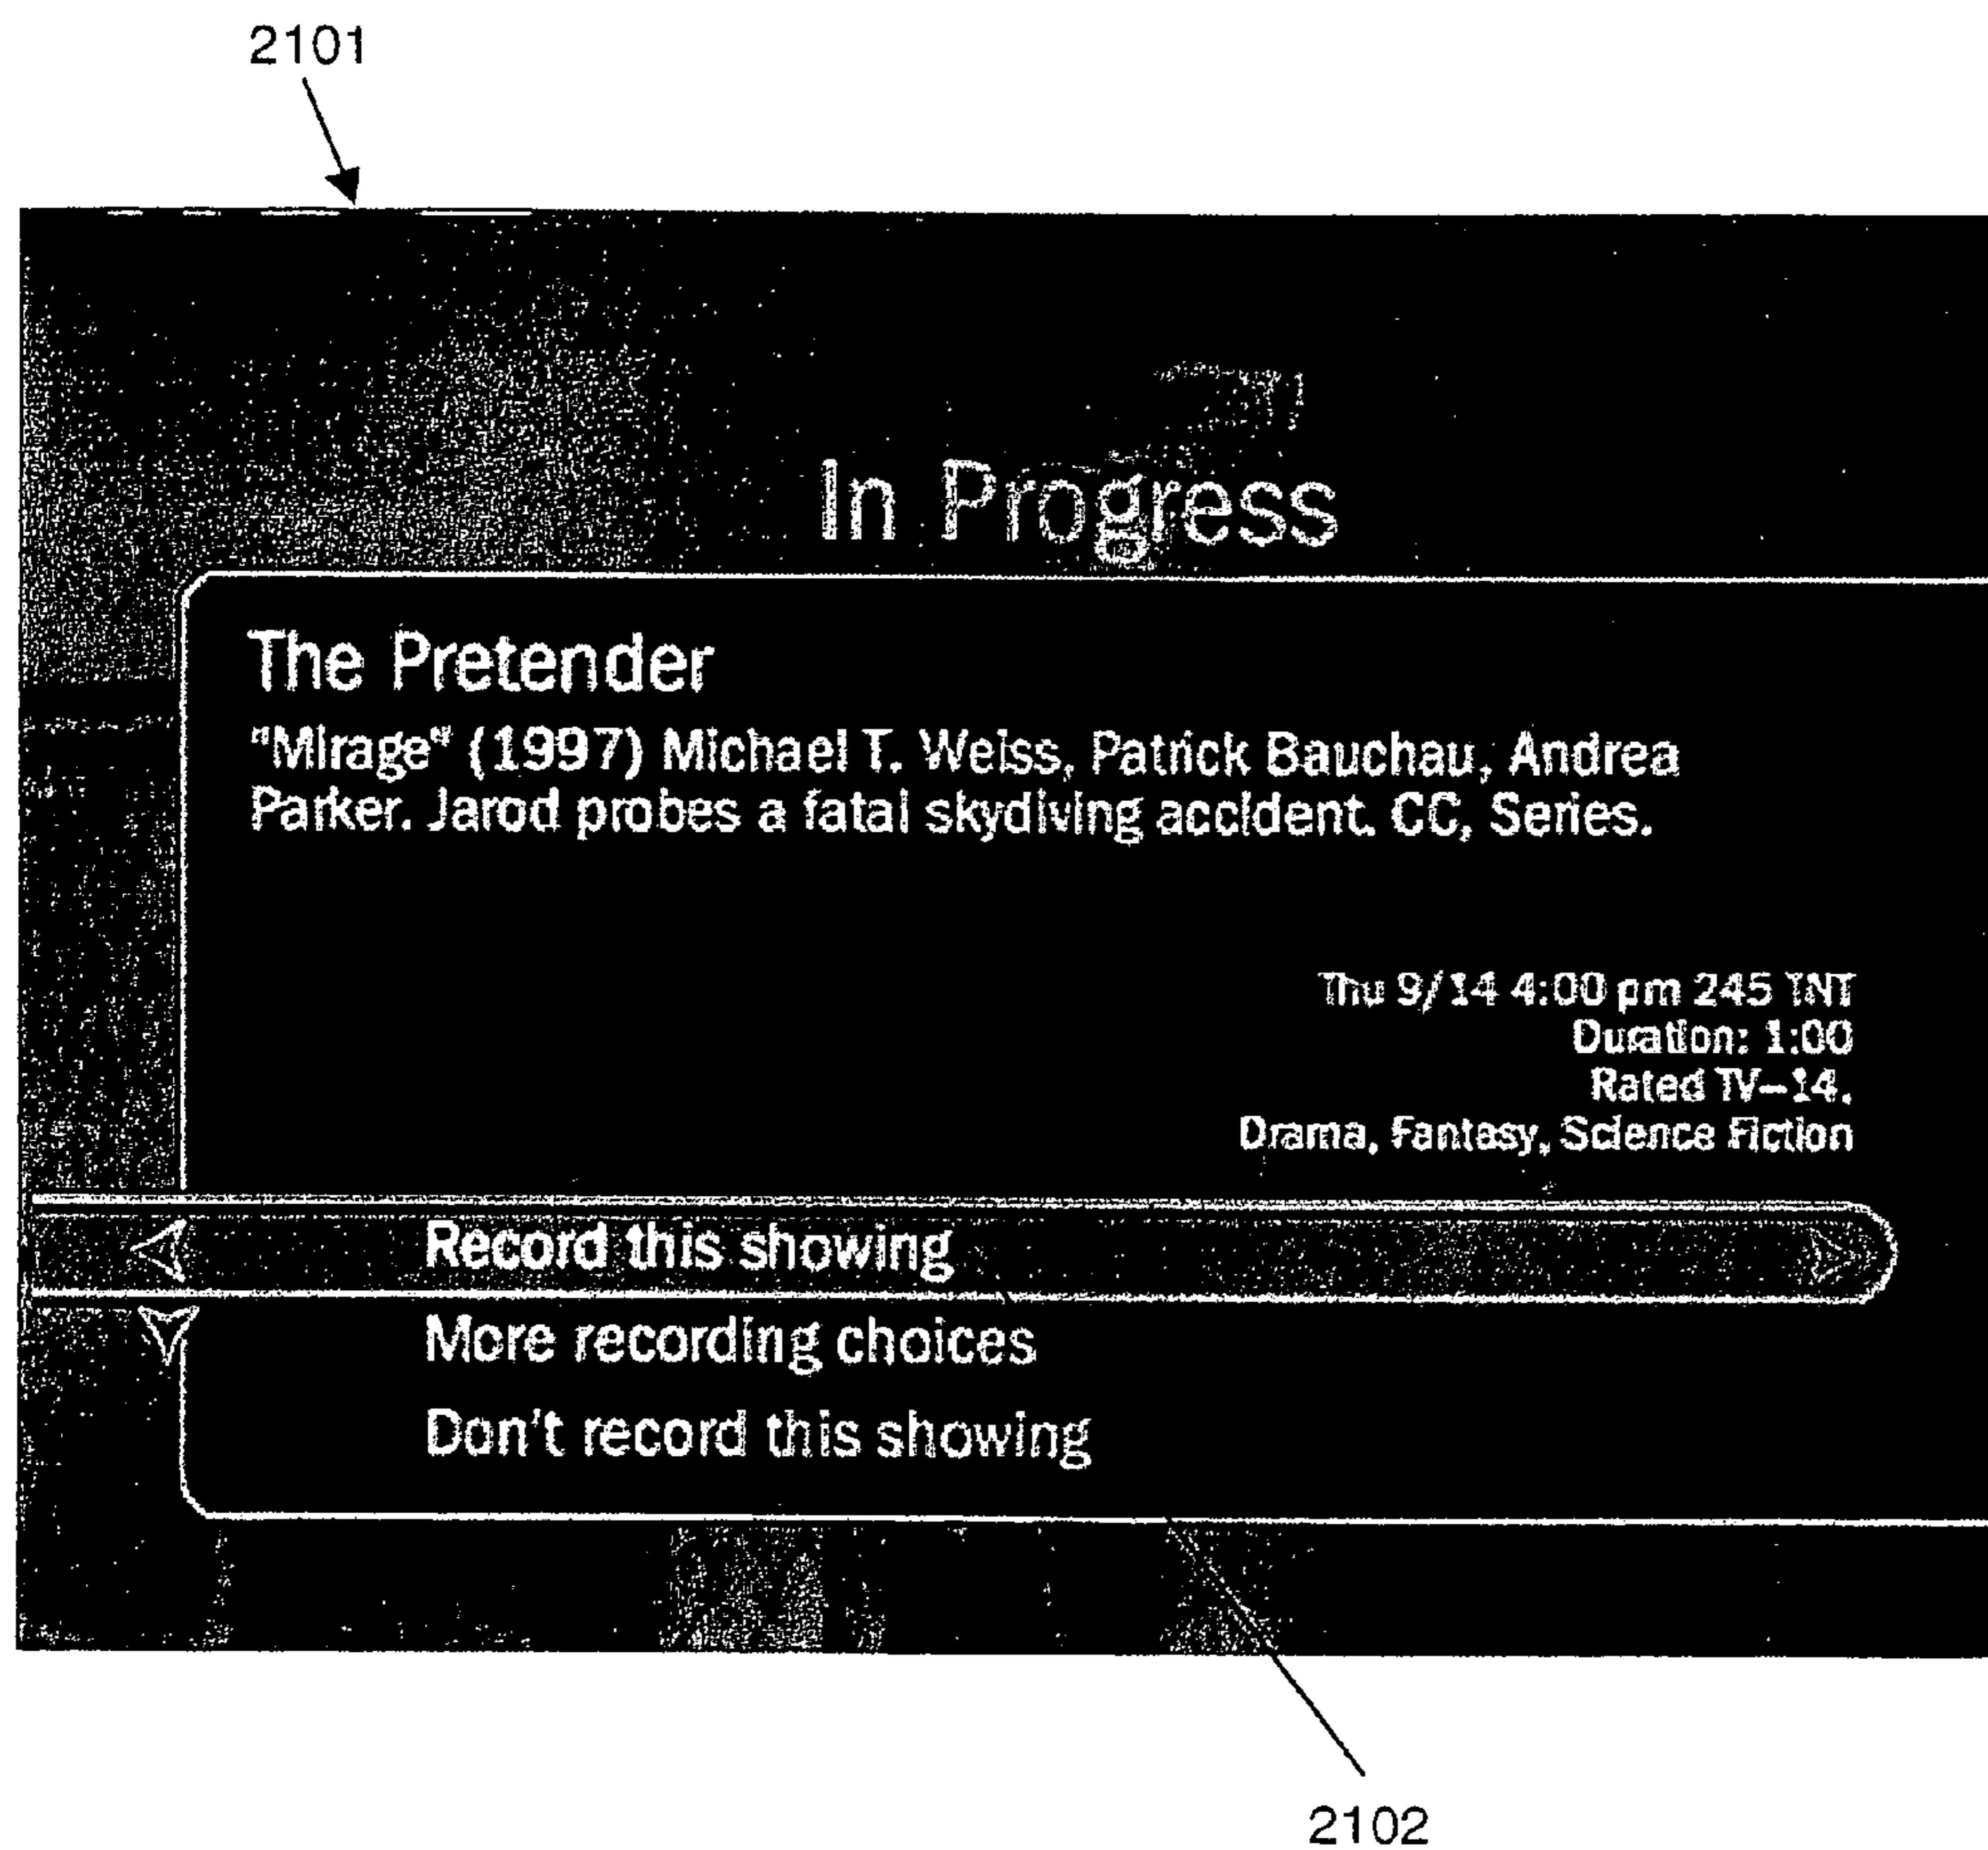 2101
In Progress
The Pretender
"Mirage" (1997) Michael T. Weiss, Patrick Bauchau, Andrea
Parker. Jarod probes a fatal skydiving accident. CC, Series.
Thu 9/14 4:00 pm 245 TNT
Duration: 1:00
Rated TV-14.
Drama, Fantasy, Science Fiction
Record this showing
More recording choices
Don't record this showing
2102